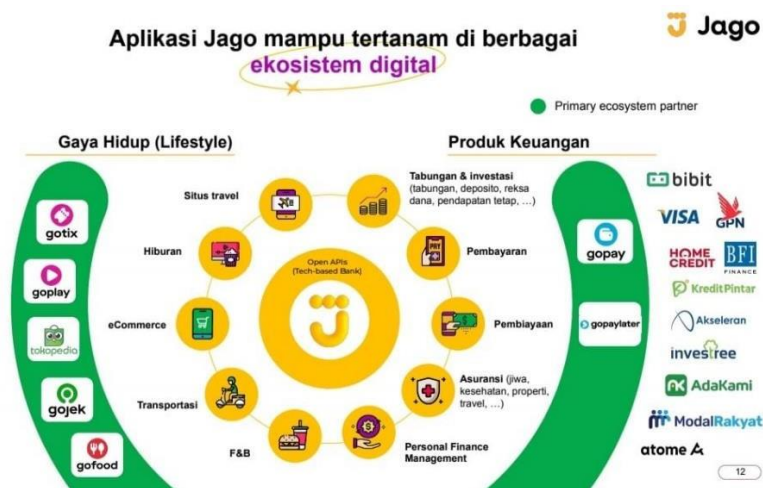 Jago
Aplikasi Jago mampu tertanam di berbagai
ekosistem digital
Primary ecosystem partner
Gaya Hidup (Lifestyle)
Produk Keuangan
gotix
goplay
tokopedia
gojek
gofood
Situs travel
Hiburan
eCommerce
Transportasi
F&B
Open APIs
(Tech-based Bank)
Tabungan & investasi
(tabungan, deposito, reksa
dana, pendapatan tetap, ...)
PAY
Pembayaran
Pembiayaan
Asuransi (jiwa,
kesehatan, properti,
travel, ...)
Personal Finance
Management
gopay
gopaylater
bibit
VISA
GPN
HOME
CREDIT
BFI
FINANCE
KreditPintar
Akseleran
investree
AdaKami
ModalRakyat
atome A
12